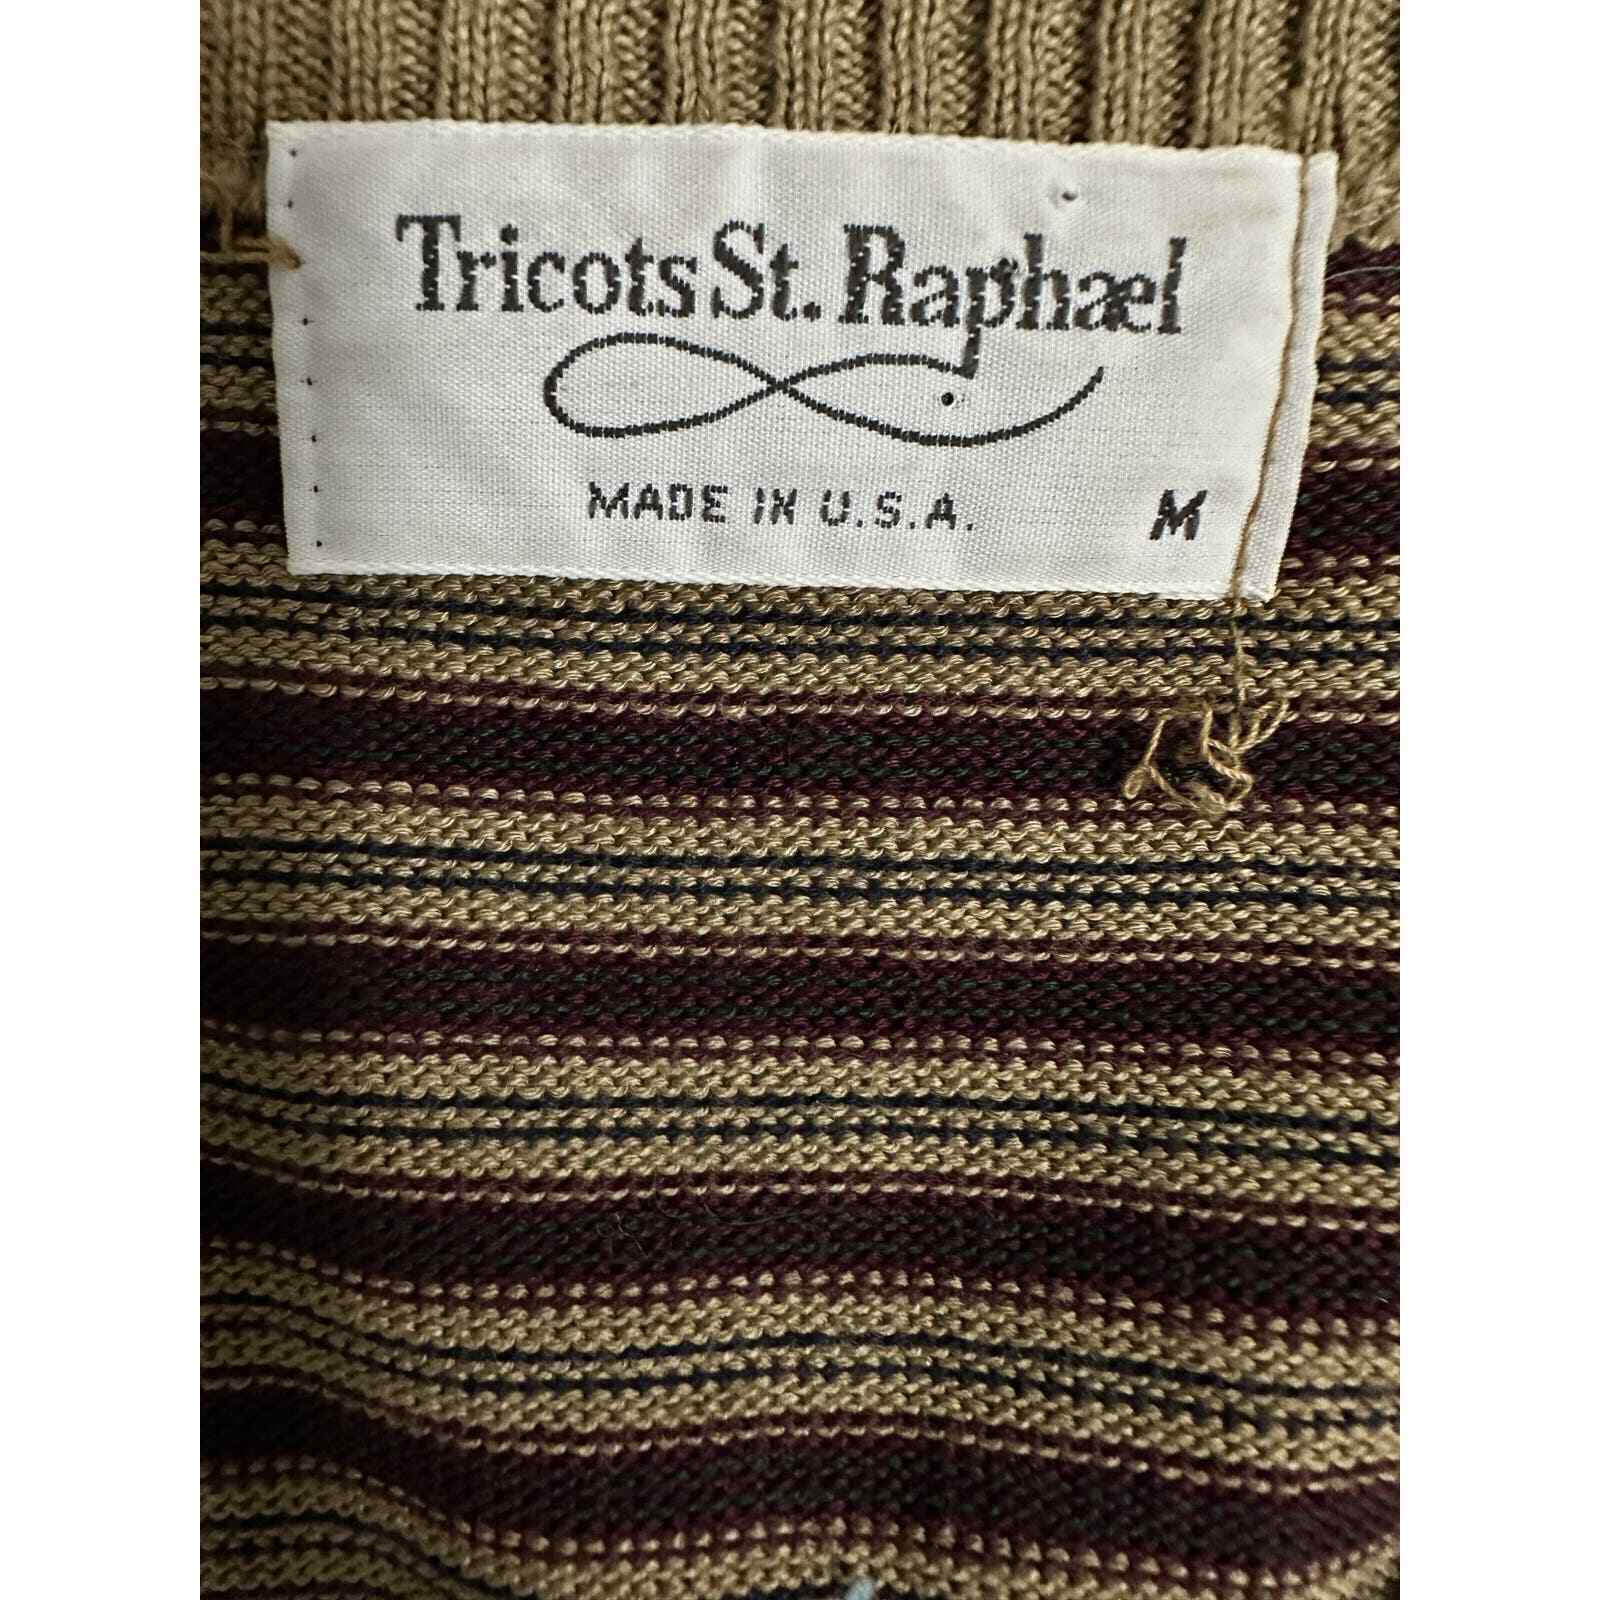 Tricots St. Raphael
MADE IN U.S.A. M